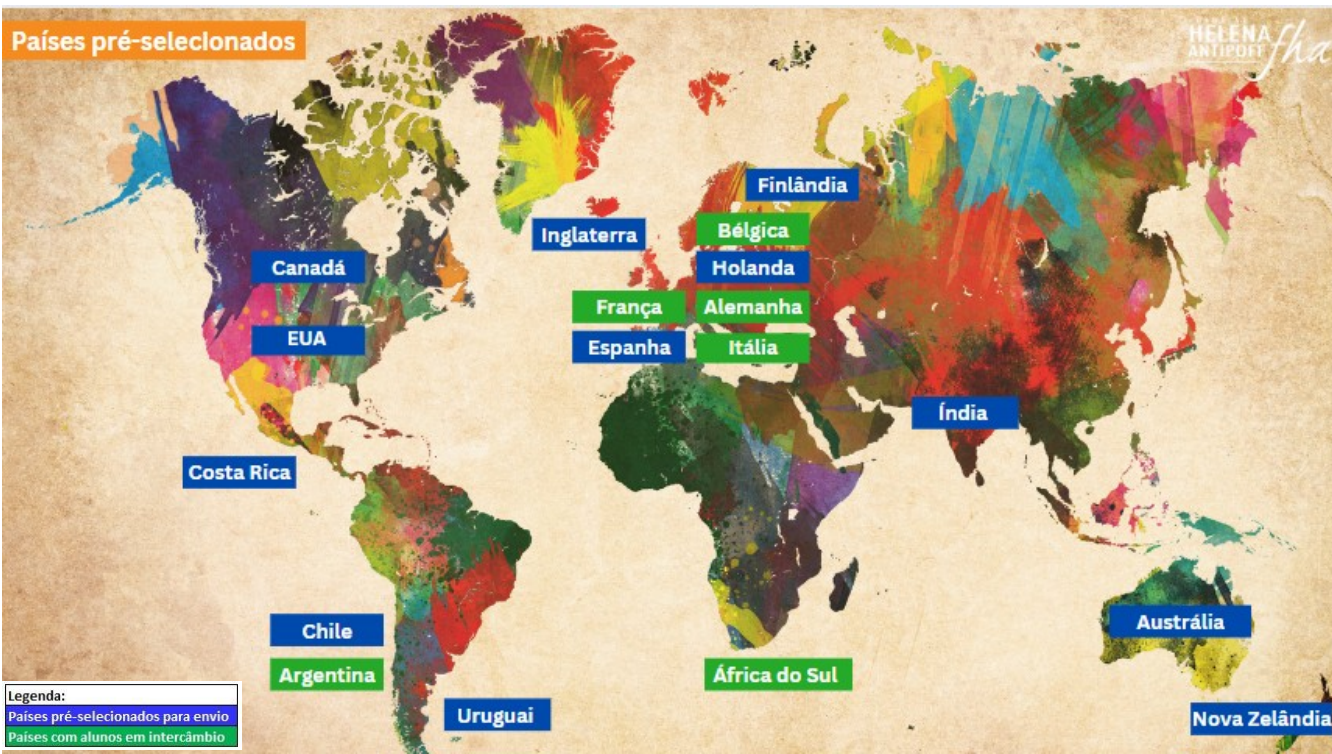 Países pré-selecionados
HELENA
ANTIPOFF fha
Finlândia
Inglaterra
Bélgica
Canadá
Holanda
França
Alemanha
EUA
Espanha
Itália
Índia
Costa Rica
Chile
Austrália
Argentina
África do Sul
Uruguai
Nova Zelândia
Legenda:
Países pré-selecionados para envio
Países com alunos em intercâmbio